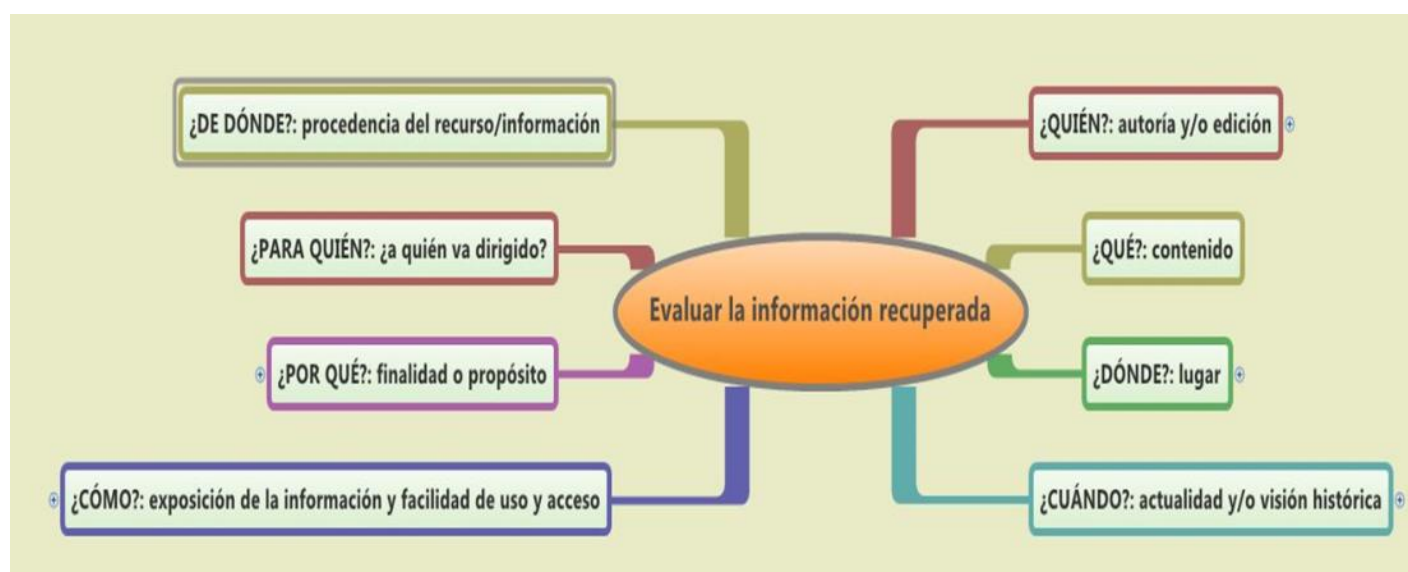 ¿DE DÓNDE?: procedencia del recurso/información
¿QUIÉN?: autoría y/o edición
¿PARA QUIÉN?: ¿a quién va dirigido?
¿QUÉ?: contenido
Evaluar la información recuperada
¿POR QUÉ?: finalidad o propósito
¿DÓNDE?: lugar
¿CÓMO?: exposición de la información y facilidad de uso y acceso
¿CUÁNDO?: actualidad y/o visión histórica